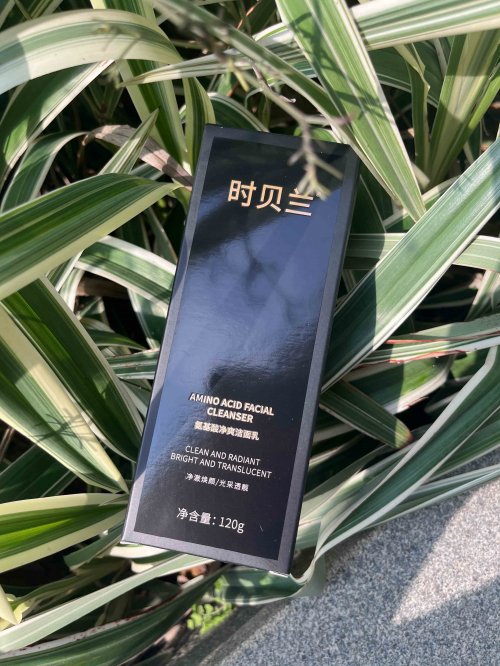 时贝兰
AMINO ACID FACIAL
CLEANSER
氨基酸净爽洁面乳
CLEAN AND RADIANT
BRIGHT AND TRANSLUCENT
净澈焕颜/光采透靓
净含量：120g